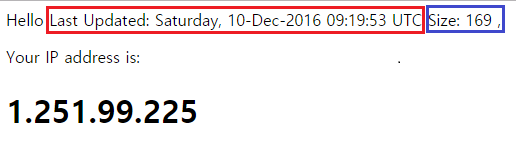 Hello Last Updated: Saturday, 10-Dec-2016 09:19:53 UTC Size: 169 ,
Your IP address is: .
1.251.99.225